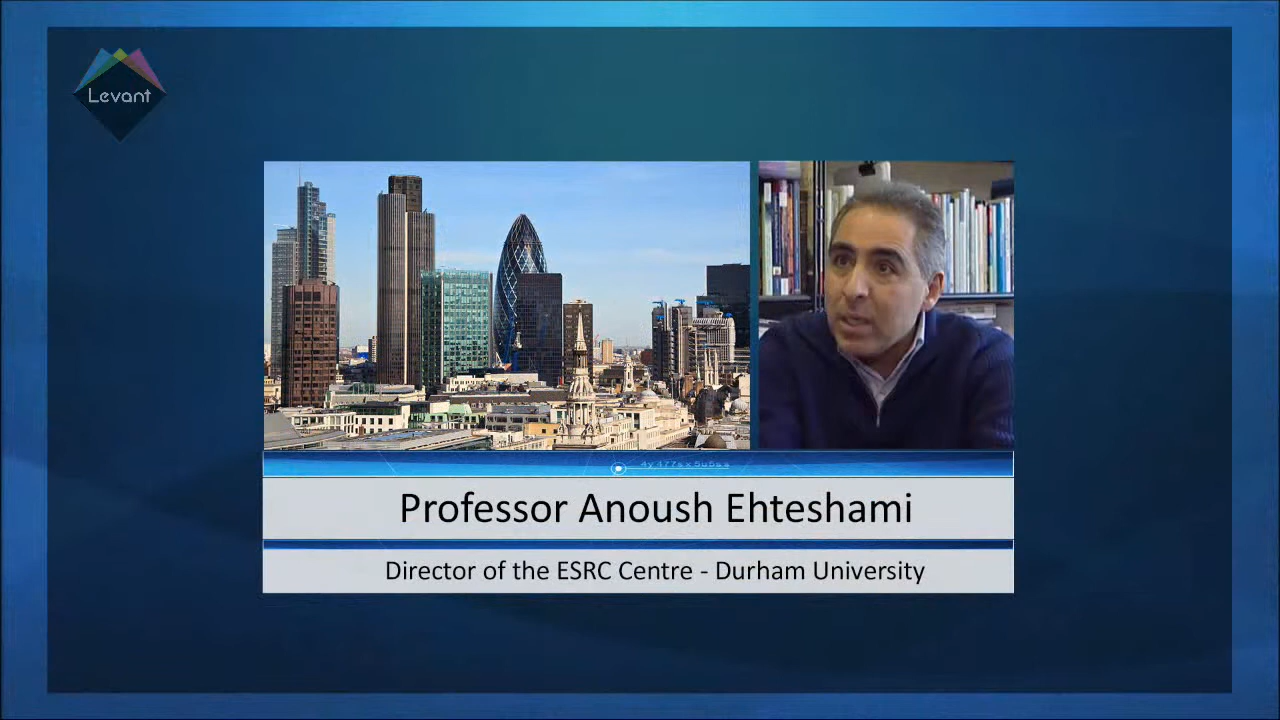 Levant
Professor Anoush Ehteshami
Director of the ESRC Centre - Durham University